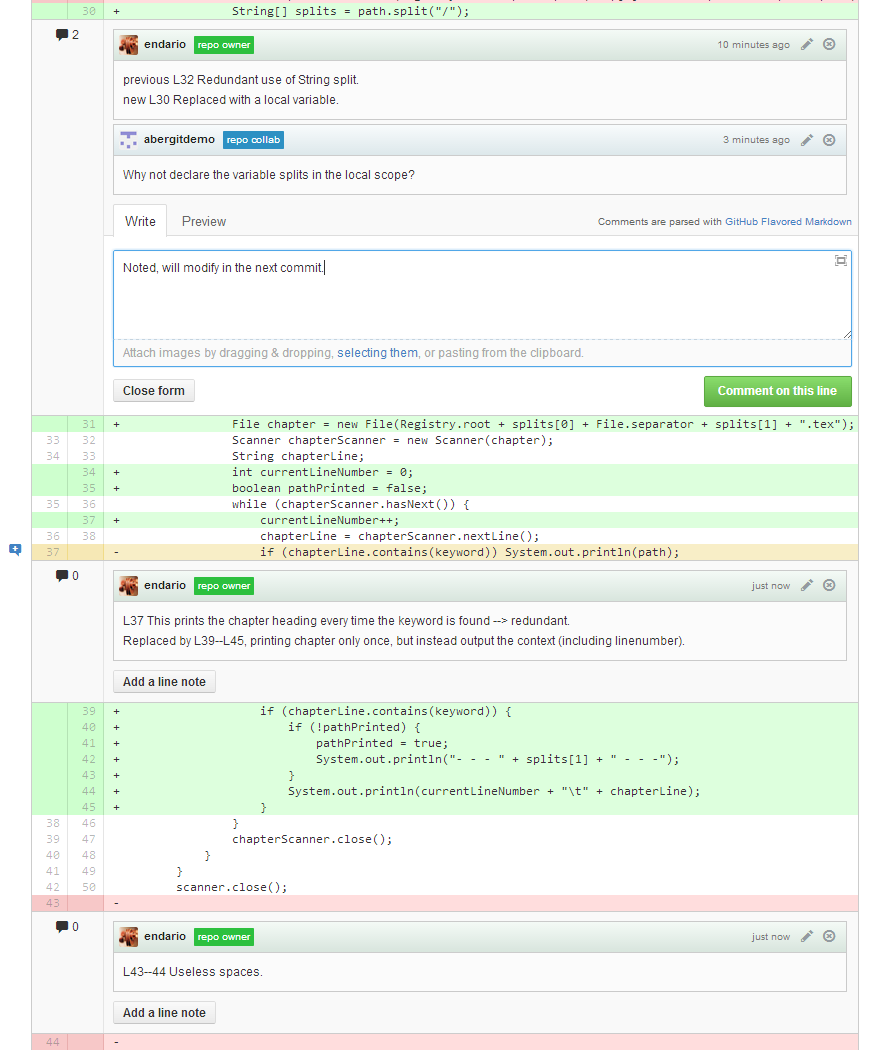 30 + String[] splits = path.split("/");
2
endario repo owner 10 minutes ago
previous L32 Redundant use of String split.
new L30 Replaced with a local variable.
abergitdemo repo collab 3 minutes ago
Why not declare the variable splits in the local scope?
Write Preview Comments are parsed with GitHub Flavored Markdown
Noted, will modify in the next commit.
Attach images by dragging & dropping, selecting them, or pasting from the clipboard.
Close form Comment on this line
31 + File chapter = new File(Registry.root + splits[0] + File.separator + splits[1] + ".tex");
33 32 Scanner chapterScanner = new Scanner(chapter);
34 33 String chapterLine;
34 + int currentLineNumber = 0;
35 + boolean pathPrinted = false;
35 36 while (chapterScanner.hasNext()) {
37 + currentLineNumber++;
36 38 chapterLine = chapterScanner.nextLine();
37 - if (chapterLine.contains(keyword)) System.out.println(path);
0
endario repo owner just now
L37 This prints the chapter heading every time the keyword is found --> redundant.
Replaced by L39--L45, printing chapter only once, but instead output the context (including linenumber).
Add a line note
39 + if (chapterLine.contains(keyword)) {
40 + if (!pathPrinted) {
41 + pathPrinted = true;
42 + System.out.println("- - - " + splits[1] + " - - -");
43 + }
44 + System.out.println(currentLineNumber + "\t" + chapterLine);
45 + }
38 46 }
39 47 chapterScanner.close();
40 48 }
41 49 }
42 50 scanner.close();
43 -
0
endario repo owner just now
L43--44 Useless spaces.
Add a line note
44 -